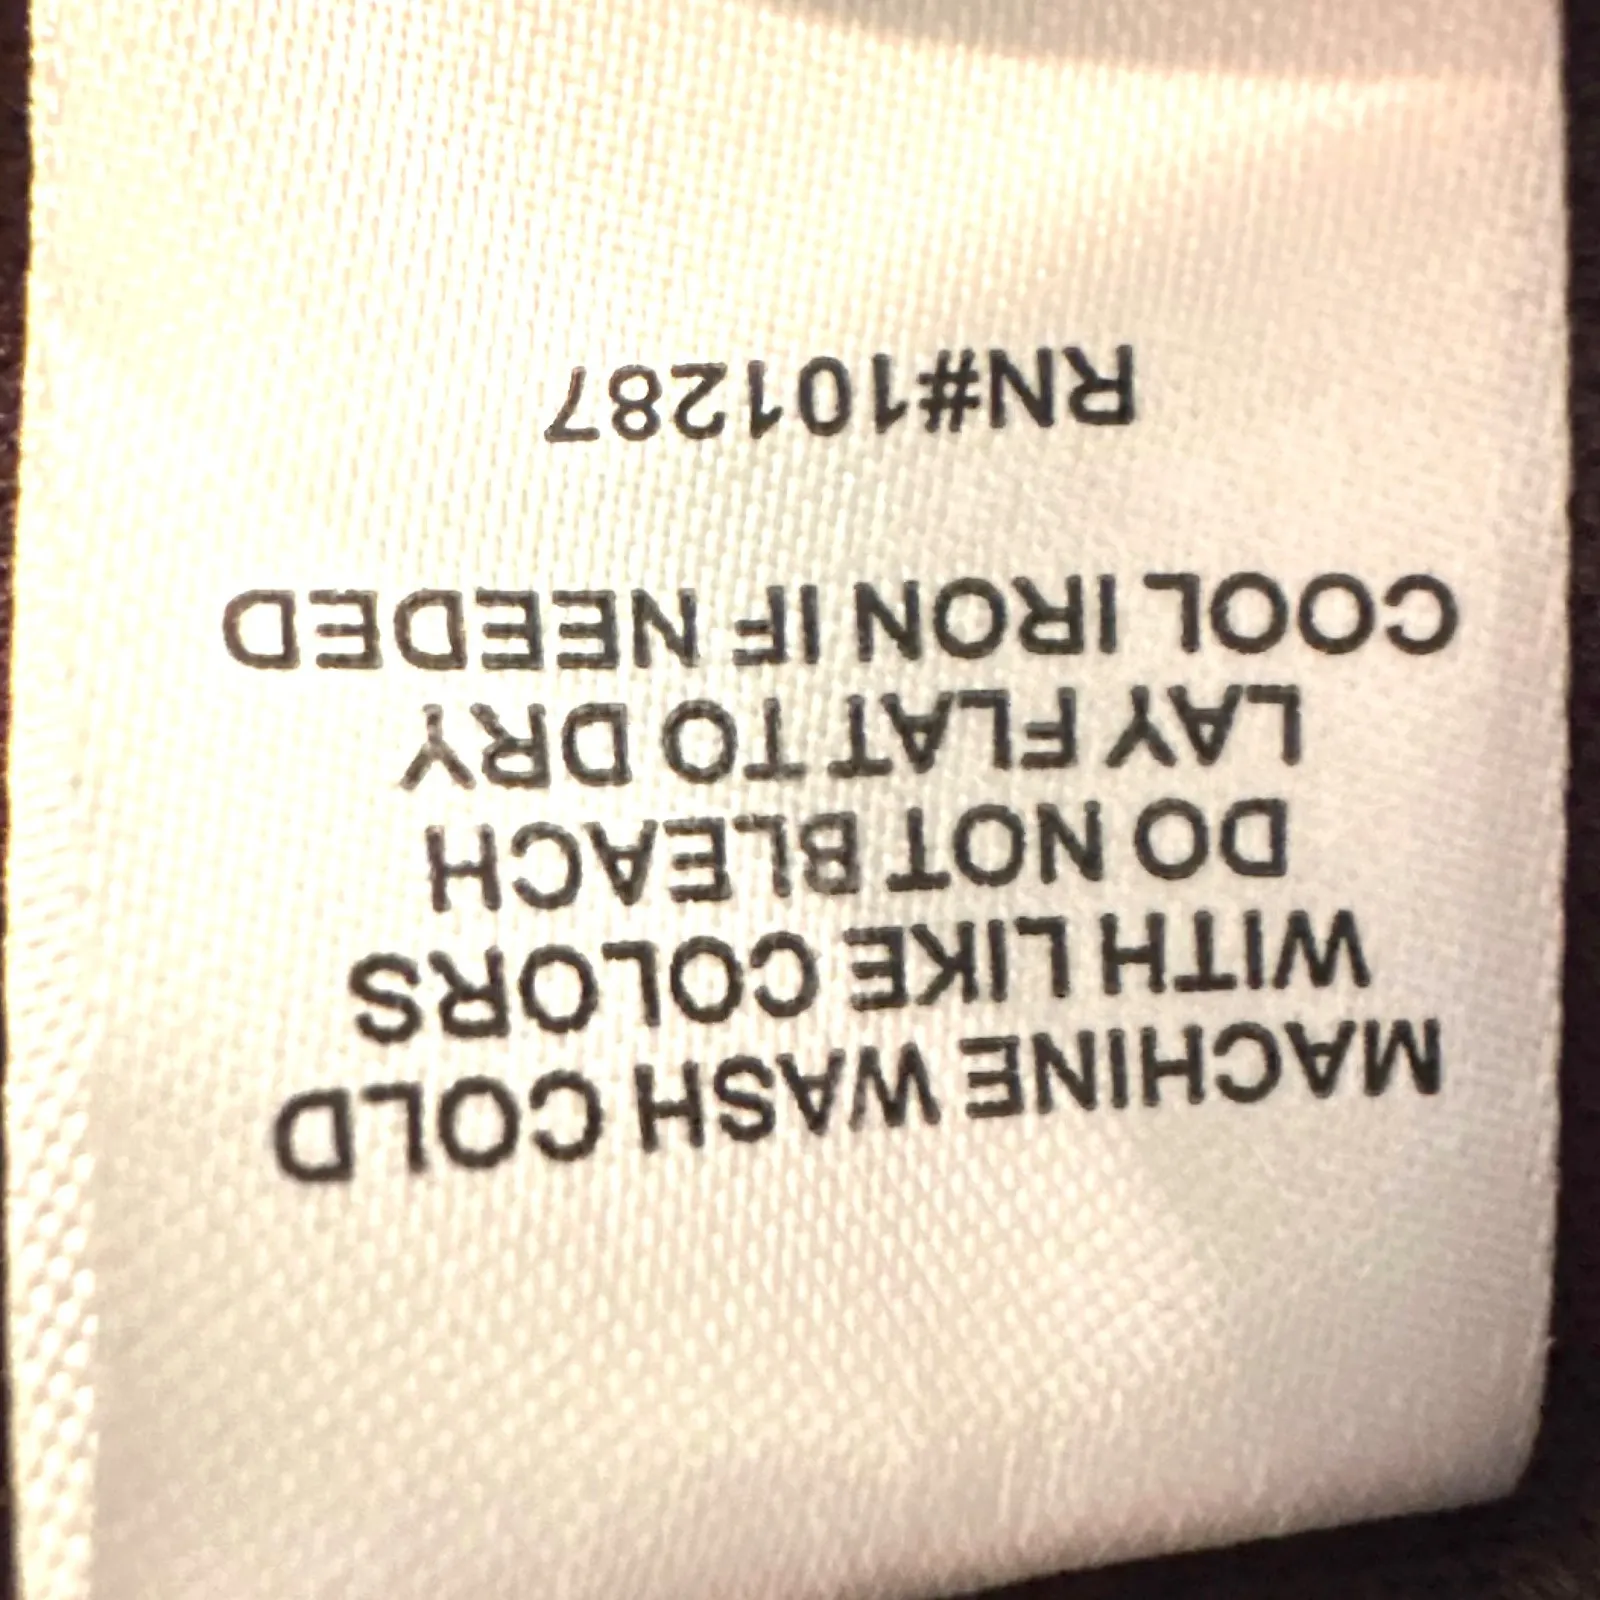 MACHINE WASH COLD
WITH LIKE COLORS
DO NOT BLEACH
LAY FLAT TO DRY
COOL IRON IF NEEDED
RN#101287